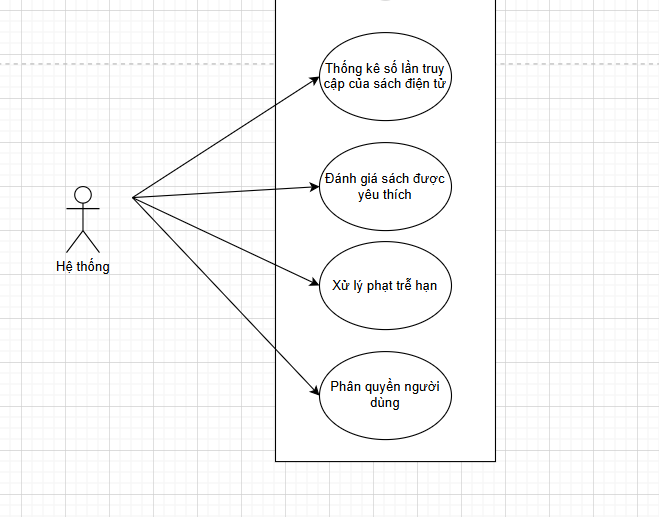 Thống kê số lần truy
cập của sách điện tử
Đánh giá sách được
yêu thích
Hệ thống
Xử lý phạt trễ hạn
Phân quyền người
dùng